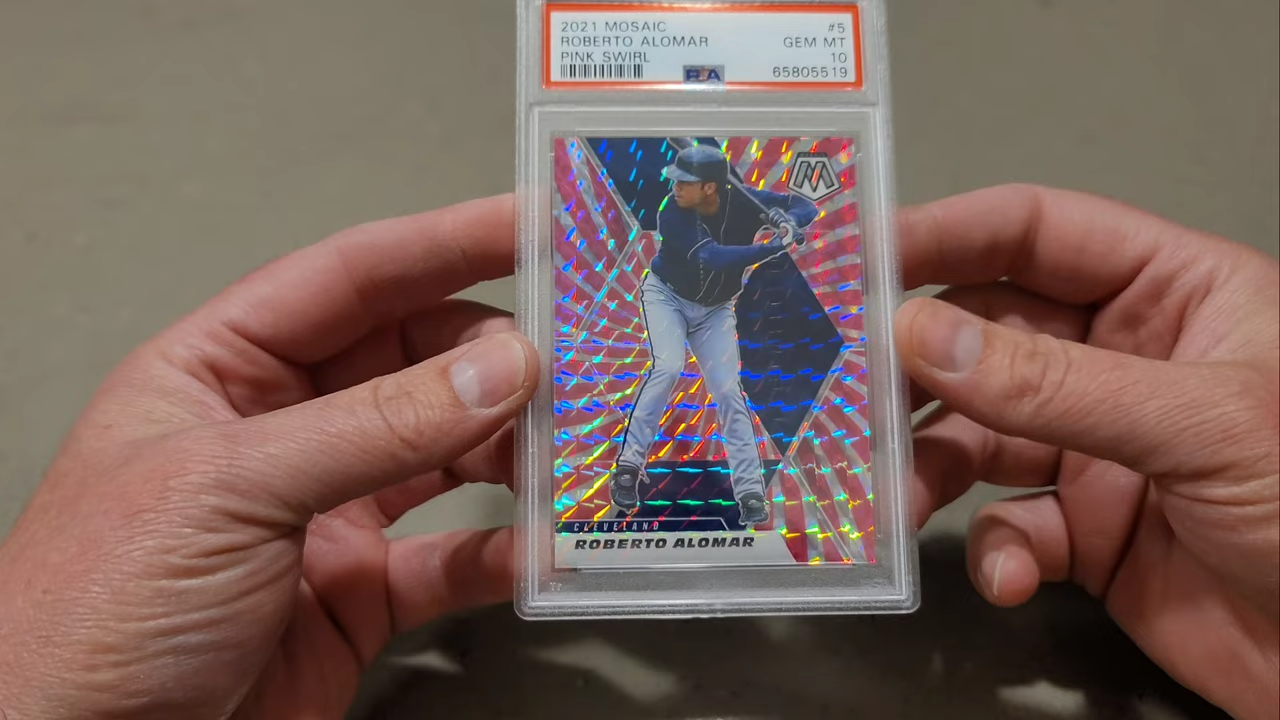 2021 MOSAIC #5
ROBERTO ALOMAR GEM MT
PINK SWIRL 10
PSA 65805519
M
CLEVELAND
ROBERTO ALOMAR